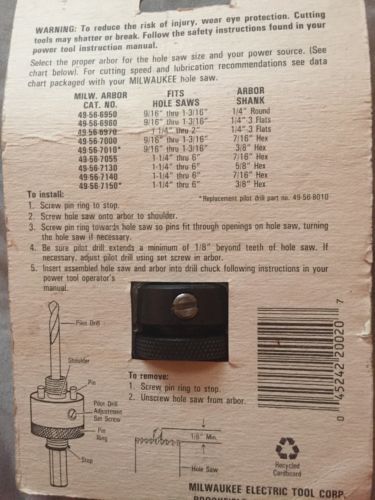 WARNING: To reduce the risk of injury, wear eye protection. Cutting
tools may shatter or break. Follow the safety instructions found in your
power tool instruction manual.
Select the proper arbor for the hole saw size and your power source. (See
chart below). For cutting speed and lubrication recommendations see data
chart packaged with your MILWAUKEE hole saw.
MILW. ARBOR FITS ARBOR
CAT. NO. HOLE SAWS SHANK
49-56-6950 9/16" thru 1-3/16" 1/4" Round
49-56-6960 9/16" thru 1-3/16" 1/4" 3 Flats
49-56-6970 1 1/4" thru 2" 1/4" 3 Flats
49-56-7000 9/16" thru 1-3/16" 7/16" Hex
49-56-7010* 9/16" thru 1-3/16" 3/8" Hex
49-56-7055 1-1/4" thru 6" 7/16" Hex
49-56-7130 1-1/4" thru 6" 5/8" Hex
49-56-7140 1-1/4" thru 6" 7/16" Hex
49-56-7150* 1-1/4" thru 6" 3/8" Hex
*Replacement pilot drill part no. 49-56-8010
To install:
1. Screw pin ring to stop.
2. Screw hole saw onto arbor to shoulder.
3. Screw pin ring towards hole saw so pins fit through openings on hole saw, turning
the hole saw if necessary.
4. Be sure pilot drill extends a minimum of 1/8" beyond teeth of hole saw. If
necessary, adjust pilot drill using set screw in arbor.
5. Insert assembled hole saw and arbor into drill chuck following instructions in your
power tool operator's
manual.
Pilot Drill
Shoulder
Pin
Pilot Drill
Adjustment
Set Screw
Pin
Ring
Stop
To remove:
1. Screw pin ring to stop.
2. Unscrew hole saw from arbor.
1/8" Min.
Hole Saw
0 45242 20020 7
Recycled
Cardboard
MILWAUKEE ELECTRIC TOOL CORP.